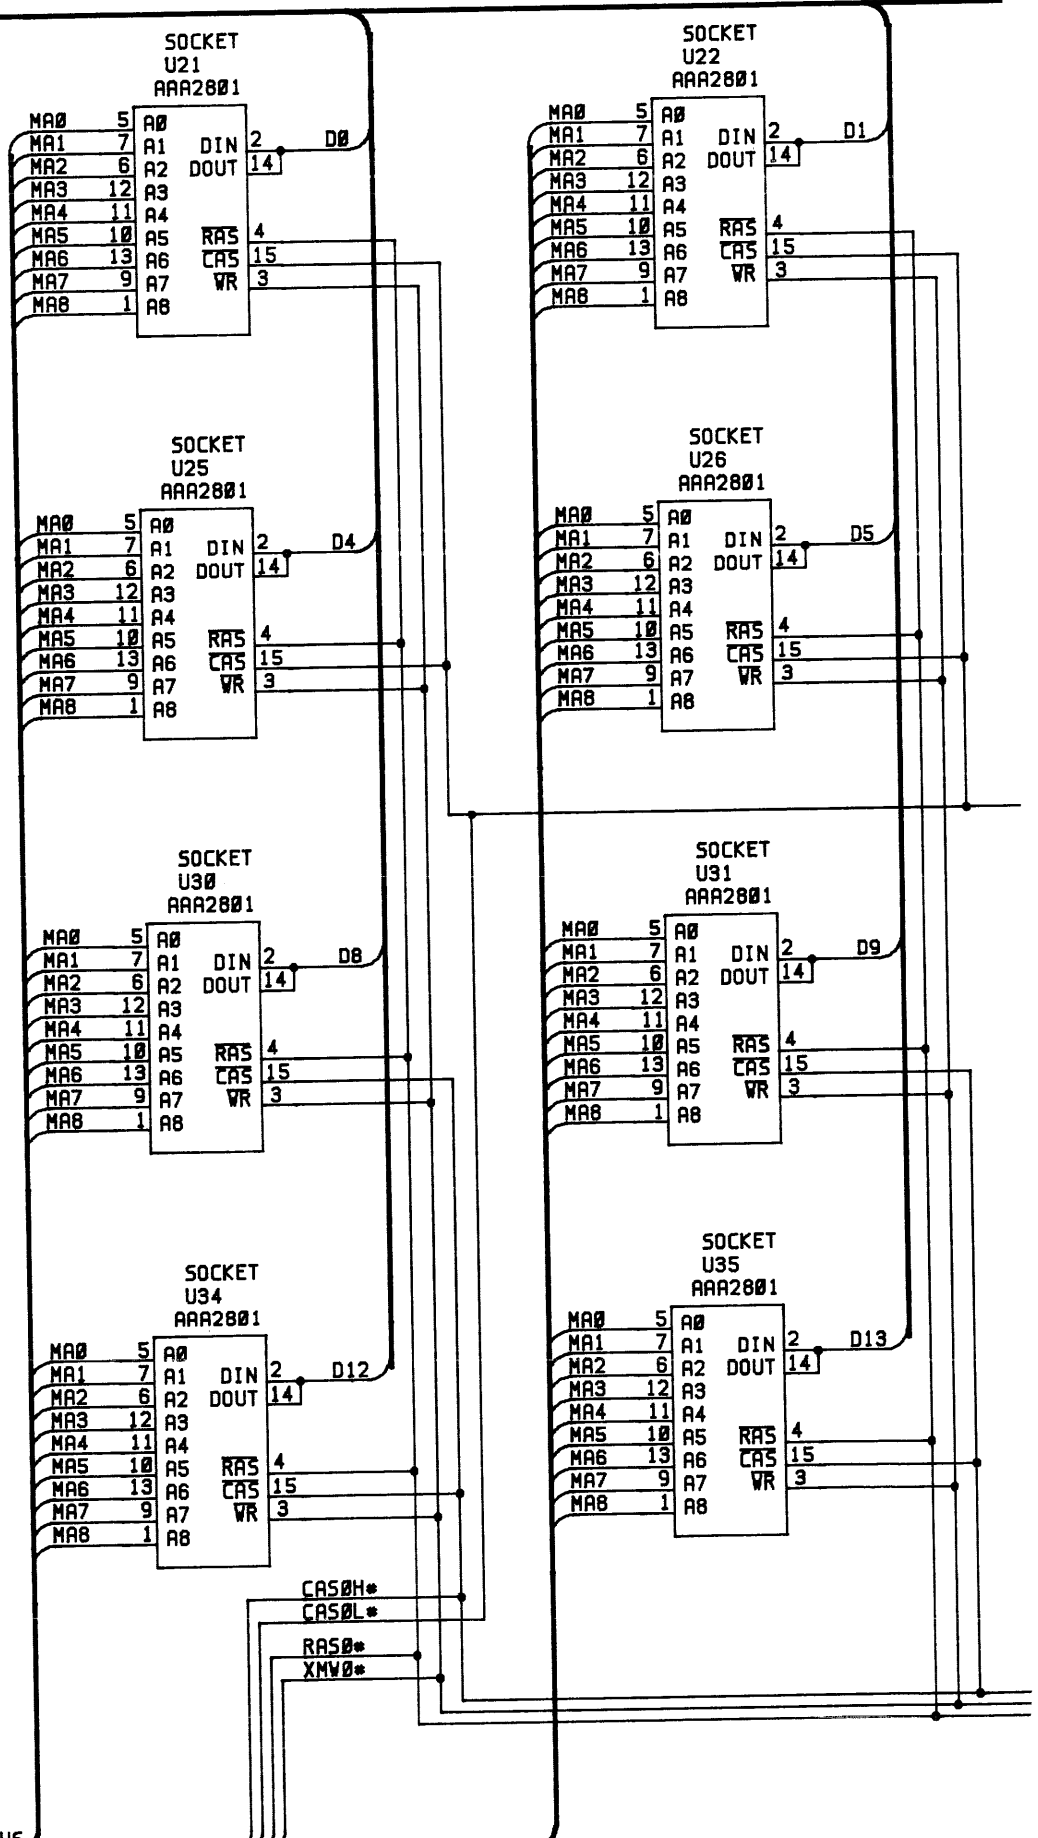 SOCKET
U21
AAA2801
MA0 5 A0
MA1 7 A1 DIN 2 D0
MA2 6 A2 DOUT 14
MA3 12 A3
MA4 11 A4
MA5 10 A5 RAS 4
MA6 13 A6 CAS 15
MA7 9 A7 WR 3
MA8 1 A8
SOCKET
U22
AAA2801
MA0 5 A0
MA1 7 A1 DIN 2 D1
MA2 6 A2 DOUT 14
MA3 12 A3
MA4 11 A4
MA5 10 A5 RAS 4
MA6 13 A6 CAS 15
MA7 9 A7 WR 3
MA8 1 A8
SOCKET
U25
AAA2801
MA0 5 A0
MA1 7 A1 DIN 2 D4
MA2 6 A2 DOUT 14
MA3 12 A3
MA4 11 A4
MA5 10 A5 RAS 4
MA6 13 A6 CAS 15
MA7 9 A7 WR 3
MA8 1 A8
SOCKET
U26
AAA2801
MA0 5 A0
MA1 7 A1 DIN 2 D5
MA2 6 A2 DOUT 14
MA3 12 A3
MA4 11 A4
MA5 10 A5 RAS 4
MA6 13 A6 CAS 15
MA7 9 A7 WR 3
MA8 1 A8
SOCKET
U30
AAA2801
MA0 5 A0
MA1 7 A1 DIN 2 D8
MA2 6 A2 DOUT 14
MA3 12 A3
MA4 11 A4
MA5 10 A5 RAS 4
MA6 13 A6 CAS 15
MA7 9 A7 WR 3
MA8 1 A8
SOCKET
U31
AAA2801
MA0 5 A0
MA1 7 A1 DIN 2 D9
MA2 6 A2 DOUT 14
MA3 12 A3
MA4 11 A4
MA5 10 A5 RAS 4
MA6 13 A6 CAS 15
MA7 9 A7 WR 3
MA8 1 A8
SOCKET
U34
AAA2801
MA0 5 A0
MA1 7 A1 DIN 2 D12
MA2 6 A2 DOUT 14
MA3 12 A3
MA4 11 A4
MA5 10 A5 RAS 4
MA6 13 A6 CAS 15
MA7 9 A7 WR 3
MA8 1 A8
SOCKET
U35
AAA2801
MA0 5 A0
MA1 7 A1 DIN 2 D13
MA2 6 A2 DOUT 14
MA3 12 A3
MA4 11 A4
MA5 10 A5 RAS 4
MA6 13 A6 CAS 15
MA7 9 A7 WR 3
MA8 1 A8
CAS0H*
CAS0L*
RAS0*
XMW0*